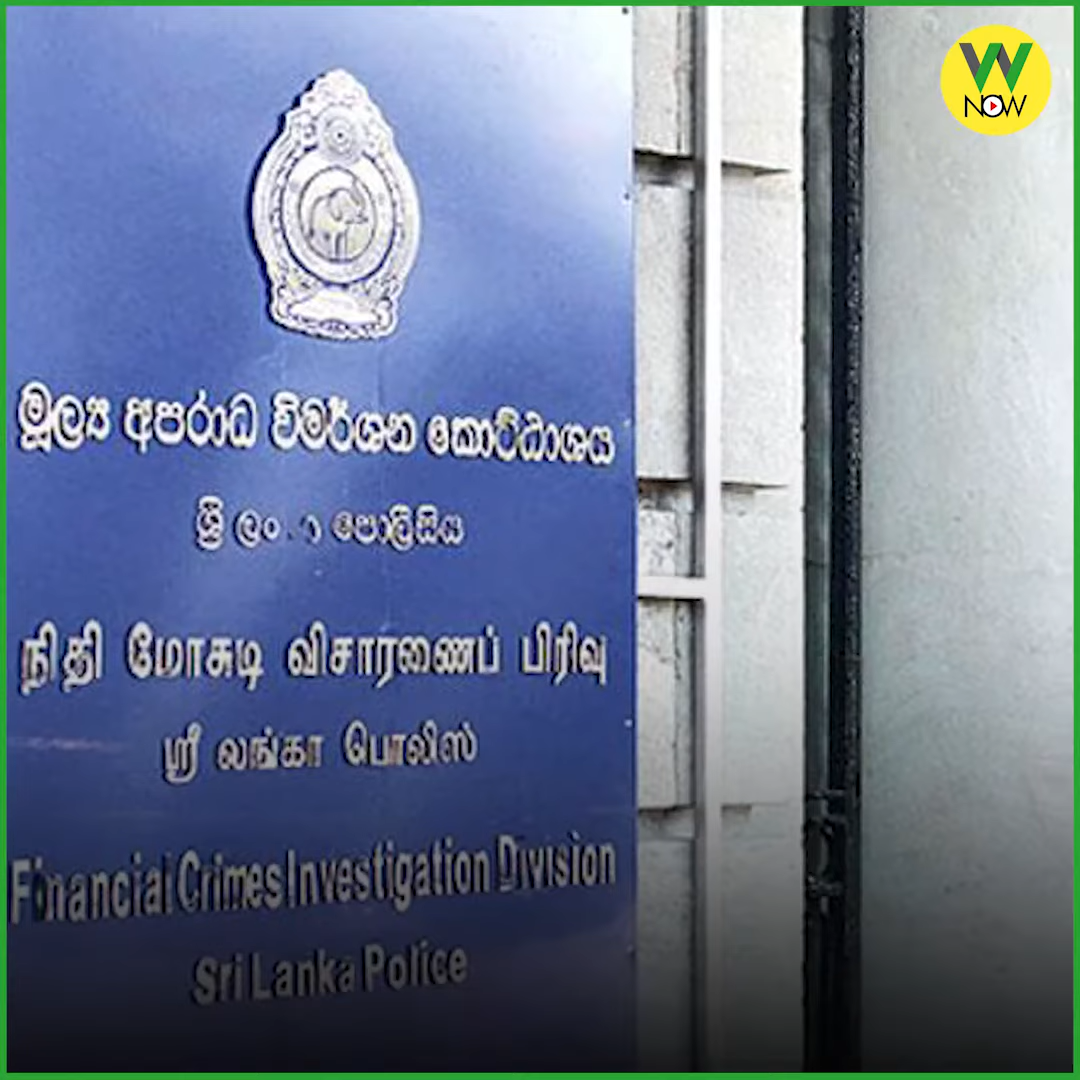 W
NOW
මූල්‍ය අපරාධ විමර්ශන කොට්ඨාශය
ශ්‍රී පොලීසිය
நிதி மோசடி விசாரணைப் பிரிவு
ஸ்ரீ லங்கா பொலிஸ்
Financial Crimes Investigation Division
Sri Lanka Police